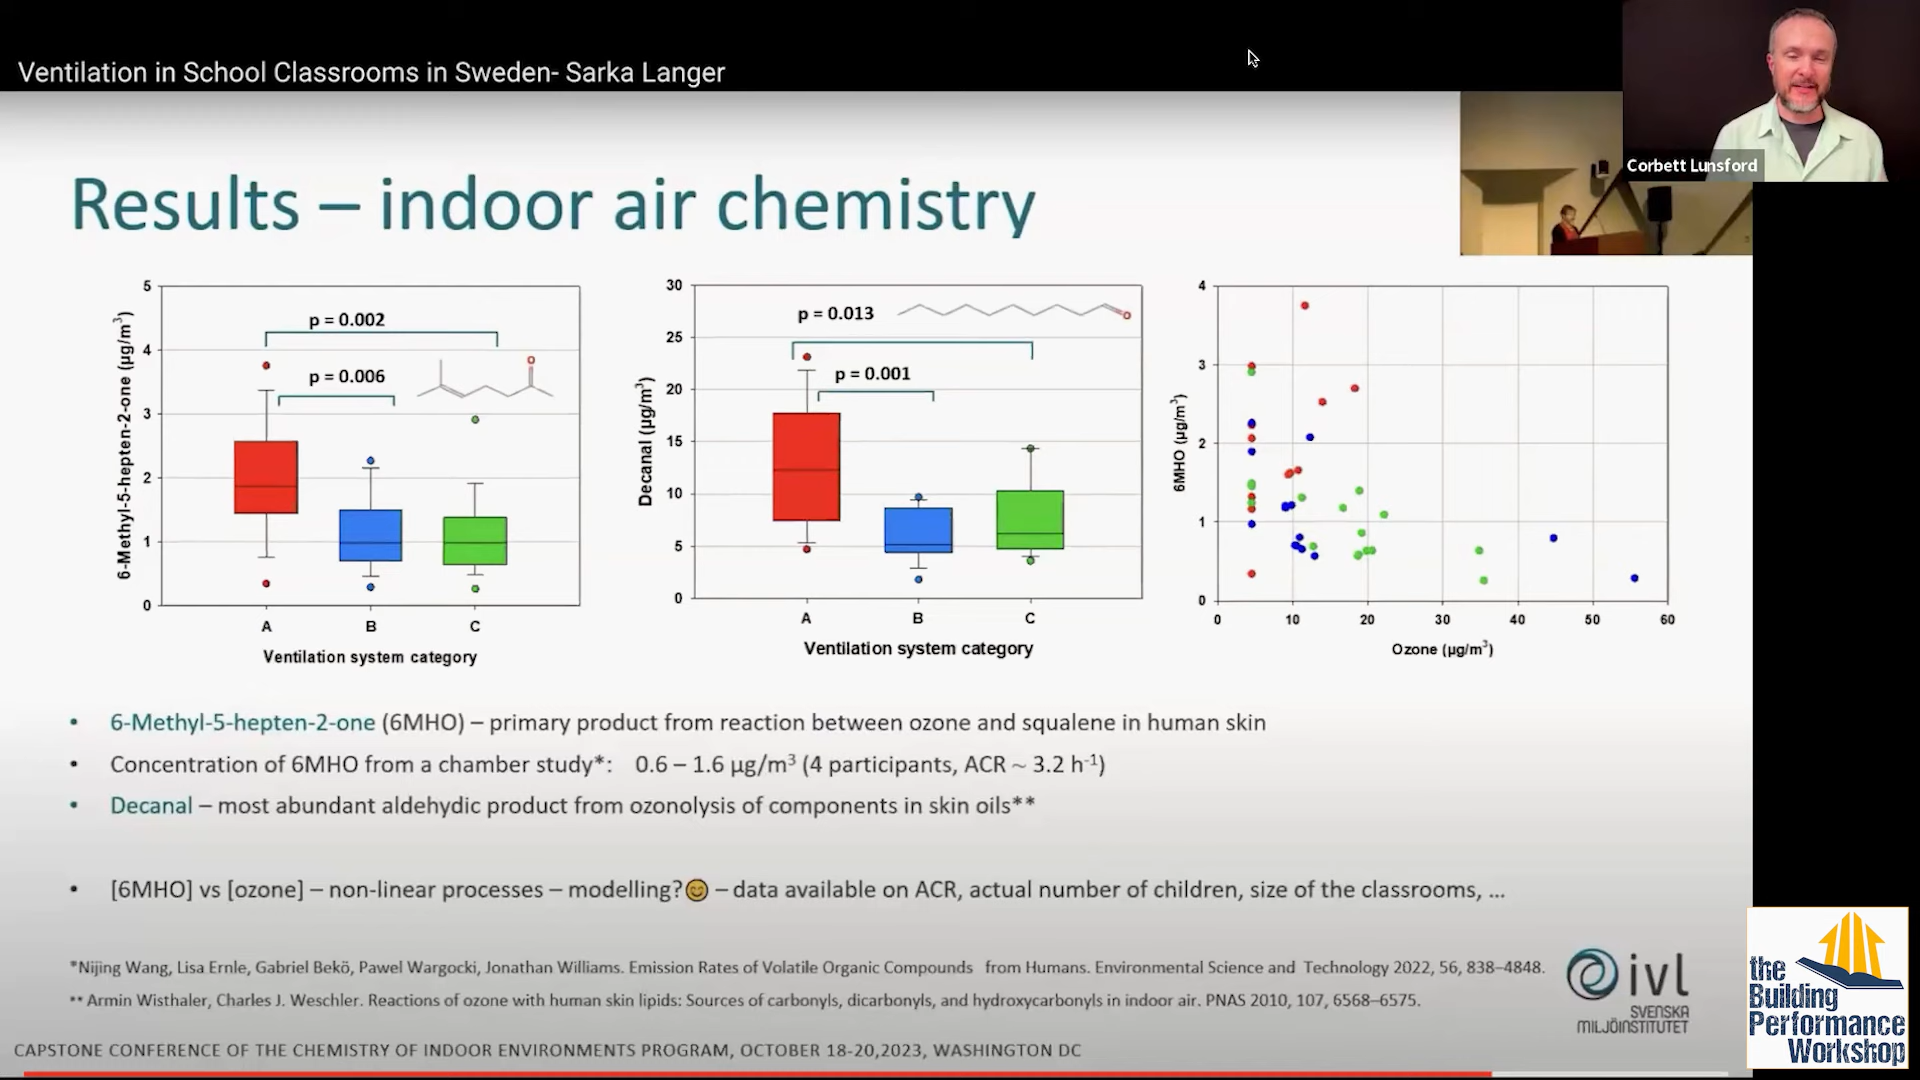 Ventilation in School Classrooms in Sweden- Sarka Langer
Corbett Lunsford
Results – indoor air chemistry
6-Methyl-5-hepten-2-one (µg/m³)
5
4
3
2
1
0
p = 0.002
p = 0.006
O
A B C
Ventilation system category
Decanal (µg/m³)
30
25
20
15
10
5
0
p = 0.013
O
p = 0.001
A B C
Ventilation system category
6MHO (µg/m³)
4
3
2
1
0
0 10 20 30 40 50 60
Ozone (µg/m³)
• 6-Methyl-5-hepten-2-one (6MHO) – primary product from reaction between ozone and squalene in human skin
• Concentration of 6MHO from a chamber study*: 0.6 – 1.6 µg/m³ (4 participants, ACR ~ 3.2 h⁻¹)
• Decanal – most abundant aldehydic product from ozonolysis of components in skin oils**
• [6MHO] vs [ozone] – non-linear processes – modelling?😊 – data available on ACR, actual number of children, size of the classrooms, ...
*Nijing Wang, Lisa Ernle, Gabriel Bekö, Pawel Wargocki, Jonathan Williams. Emission Rates of Volatile Organic Compounds from Humans. Environmental Science and Technology 2022, 56, 838–4848.
** Armin Wisthaler, Charles J. Weschler. Reactions of ozone with human skin lipids: Sources of carbonyls, dicarbonyls, and hydroxycarbonyls in indoor air. PNAS 2010, 107, 6568–6575.
ivl
SVENSKA
MILJÖINSTITUTET
CAPSTONE CONFERENCE OF THE CHEMISTRY OF INDOOR ENVIRONMENTS PROGRAM, OCTOBER 18-20,2023, WASHINGTON DC
the
Building
Performance
Workshop